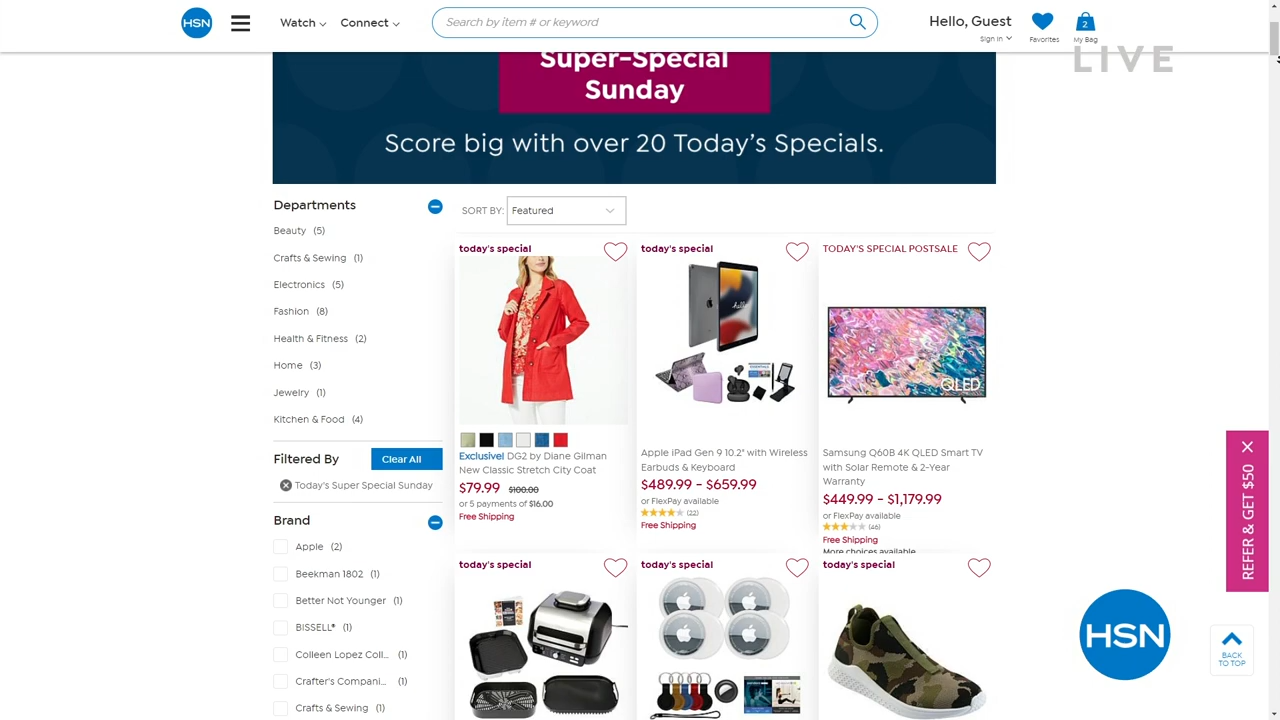 HSN
Watch
Connect
Search by item # or keyword
Hello, Guest
Sign In
Favorites
2
My Bag
LIVE
Super-Special
Sunday
Score big with over 20 Today's Specials.
Departments
Beauty (5)
Crafts & Sewing (1)
Electronics (5)
Fashion (8)
Health & Fitness (2)
Home (3)
Jewelry (1)
Kitchen & Food (4)
Filtered By
Clear All
Today's Super Special Sunday
Brand
Apple (2)
Beekman 1802 (1)
Better Not Younger (1)
BISSELL® (1)
Colleen Lopez Coll... (1)
Crafter's Compani... (1)
Crafts & Sewing (1)
SORT BY: Featured
today's special
Exclusive! DG2 by Diane Gilman
New Classic Stretch City Coat
$79.99 $100.00
or 5 payments of $16.00
Free Shipping
today's special
hello
Apple iPad Gen 9 10.2" with Wireless
Earbuds & Keyboard
$489.99 - $659.99
or FlexPay available
(22)
Free Shipping
TODAY'S SPECIAL POSTSALE
QLED
Samsung Q60B 4K QLED Smart TV
with Solar Remote & 2-Year
Warranty
$449.99 - $1,179.99
or FlexPay available
(46)
Free Shipping
More choices available
today's special
today's special
today's special
REFER & GET $50
HSN
BACK
TO TOP